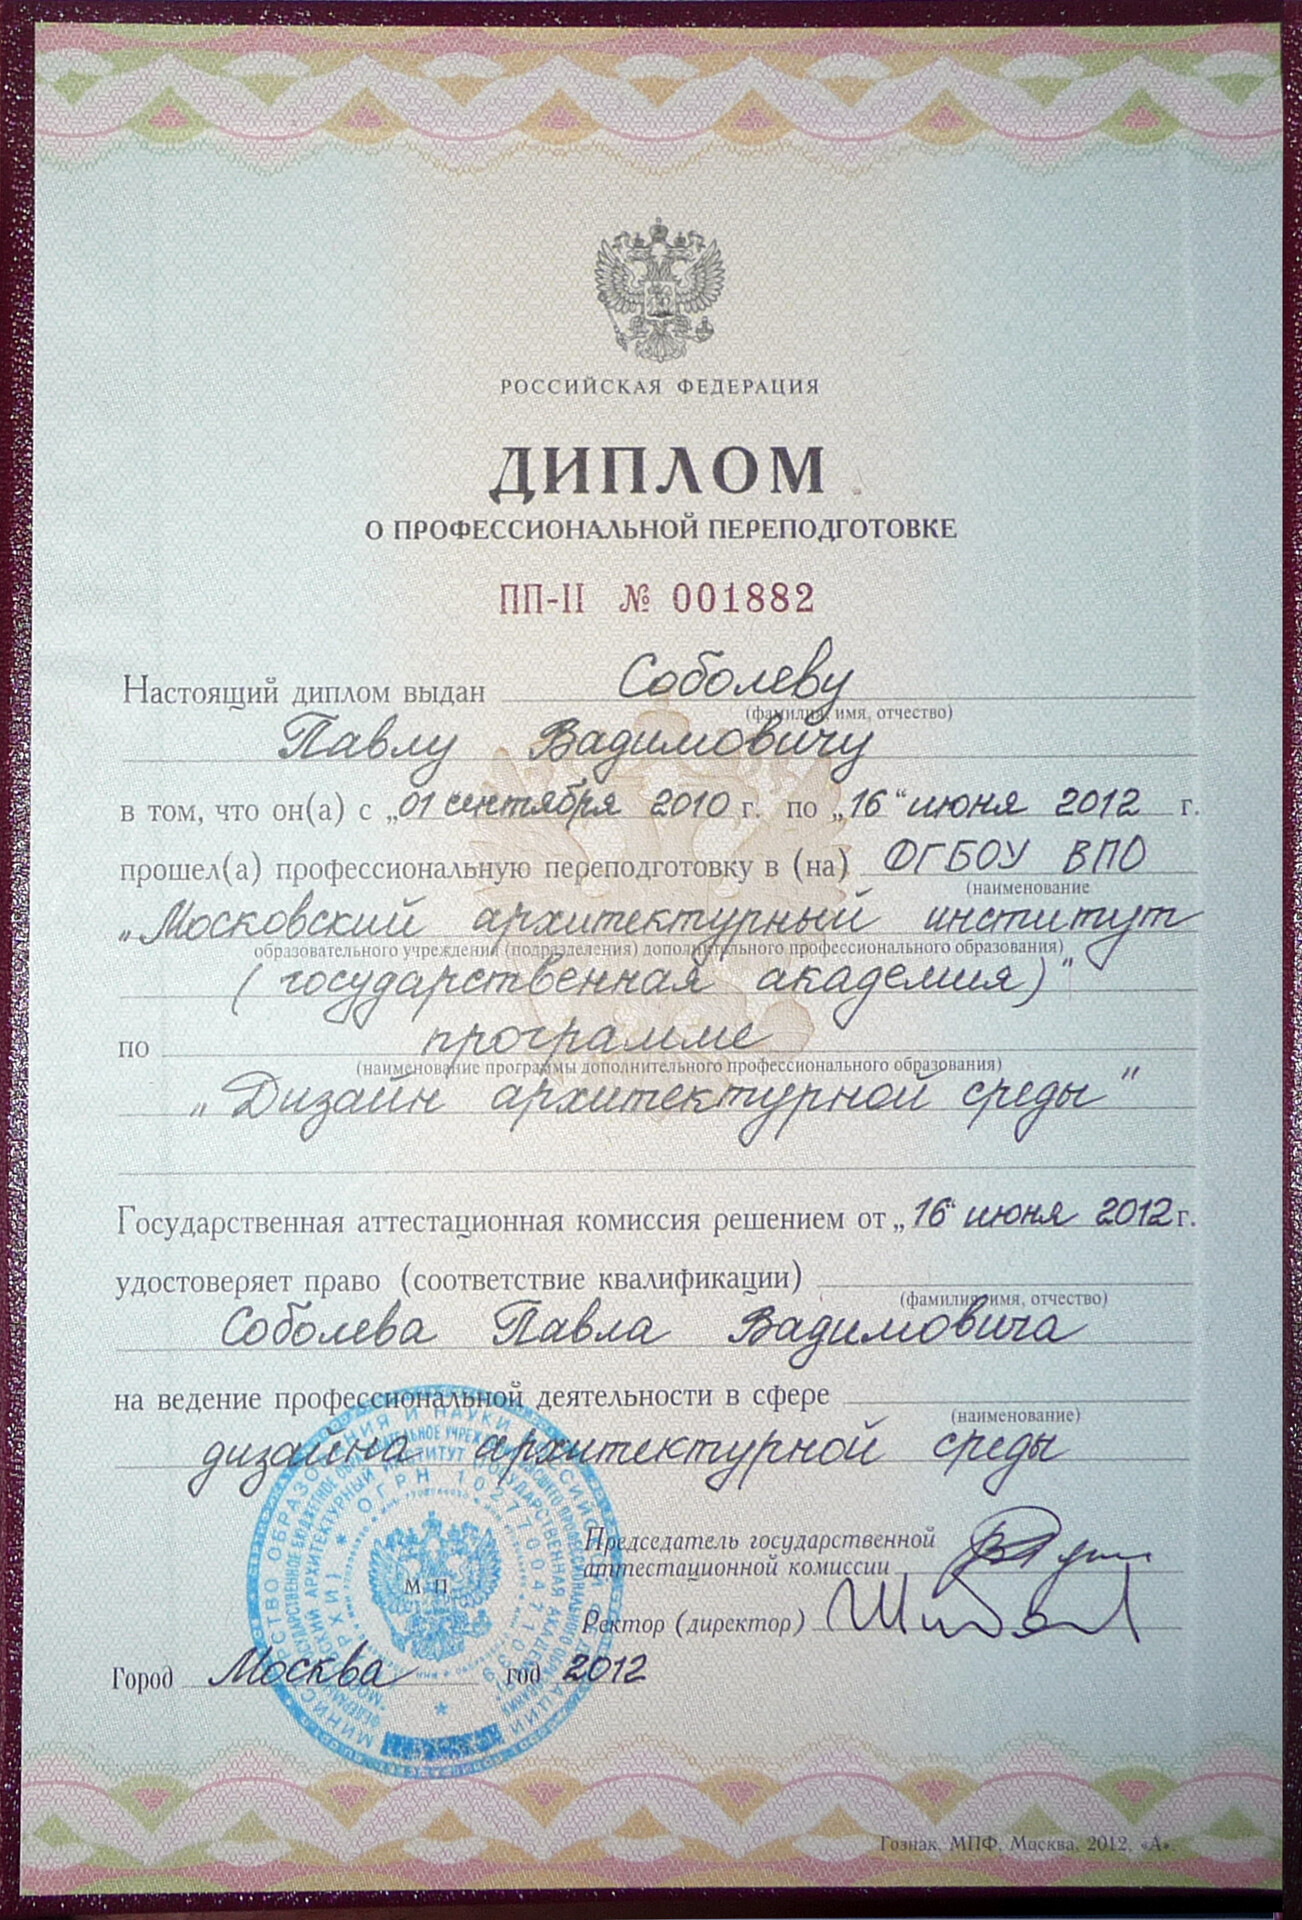 РОССИЙСКАЯ ФЕДЕРАЦИЯ
ДИПЛОМ
О ПРОФЕССИОНАЛЬНОЙ ПЕРЕПОДГОТОВКЕ
ПП-II № 001882
Настоящий диплом выдан Соболеву
(фамилия, имя, отчество)
Павлу Вадимовичу
в том, что он(а) с „01 сентября 2010 г. по „16“ июня 2012 г.
прошел(а) профессиональную переподготовку в (на) ФГБОУ ВПО
(наименование
„Московский архитектурный институт
образовательного учреждения (подразделения) дополнительного профессионального образования)
(государственная академия)"
по программе
(наименование программы дополнительного профессионального образования)
„Дизайн архитектурной среды"
Государственная аттестационная комиссия решением от „16“ июня 2012 г.
удостоверяет право (соответствие квалификации)
(фамилия, имя, отчество)
Соболева Павла Вадимовича
на ведение профессиональной деятельности в сфере
(наименование)
дизайна архитектурной среды
Председатель государственной
аттестационной комиссии
М П
Ректор (директор)
Город Москва год 2012
Гознак, МПФ, Москва, 2012, «А».